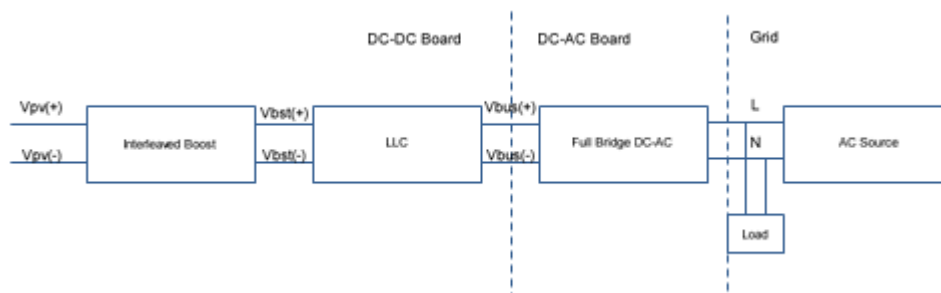 DC-DC Board
DC-AC Board
Grid
Vpv(+)
Vbst(+)
Vbus(+)
L
Interleaved Boost
LLC
Full Bridge DC-AC
N
AC Source
Vpv(-)
Vbst(-)
Vbus(-)
Load